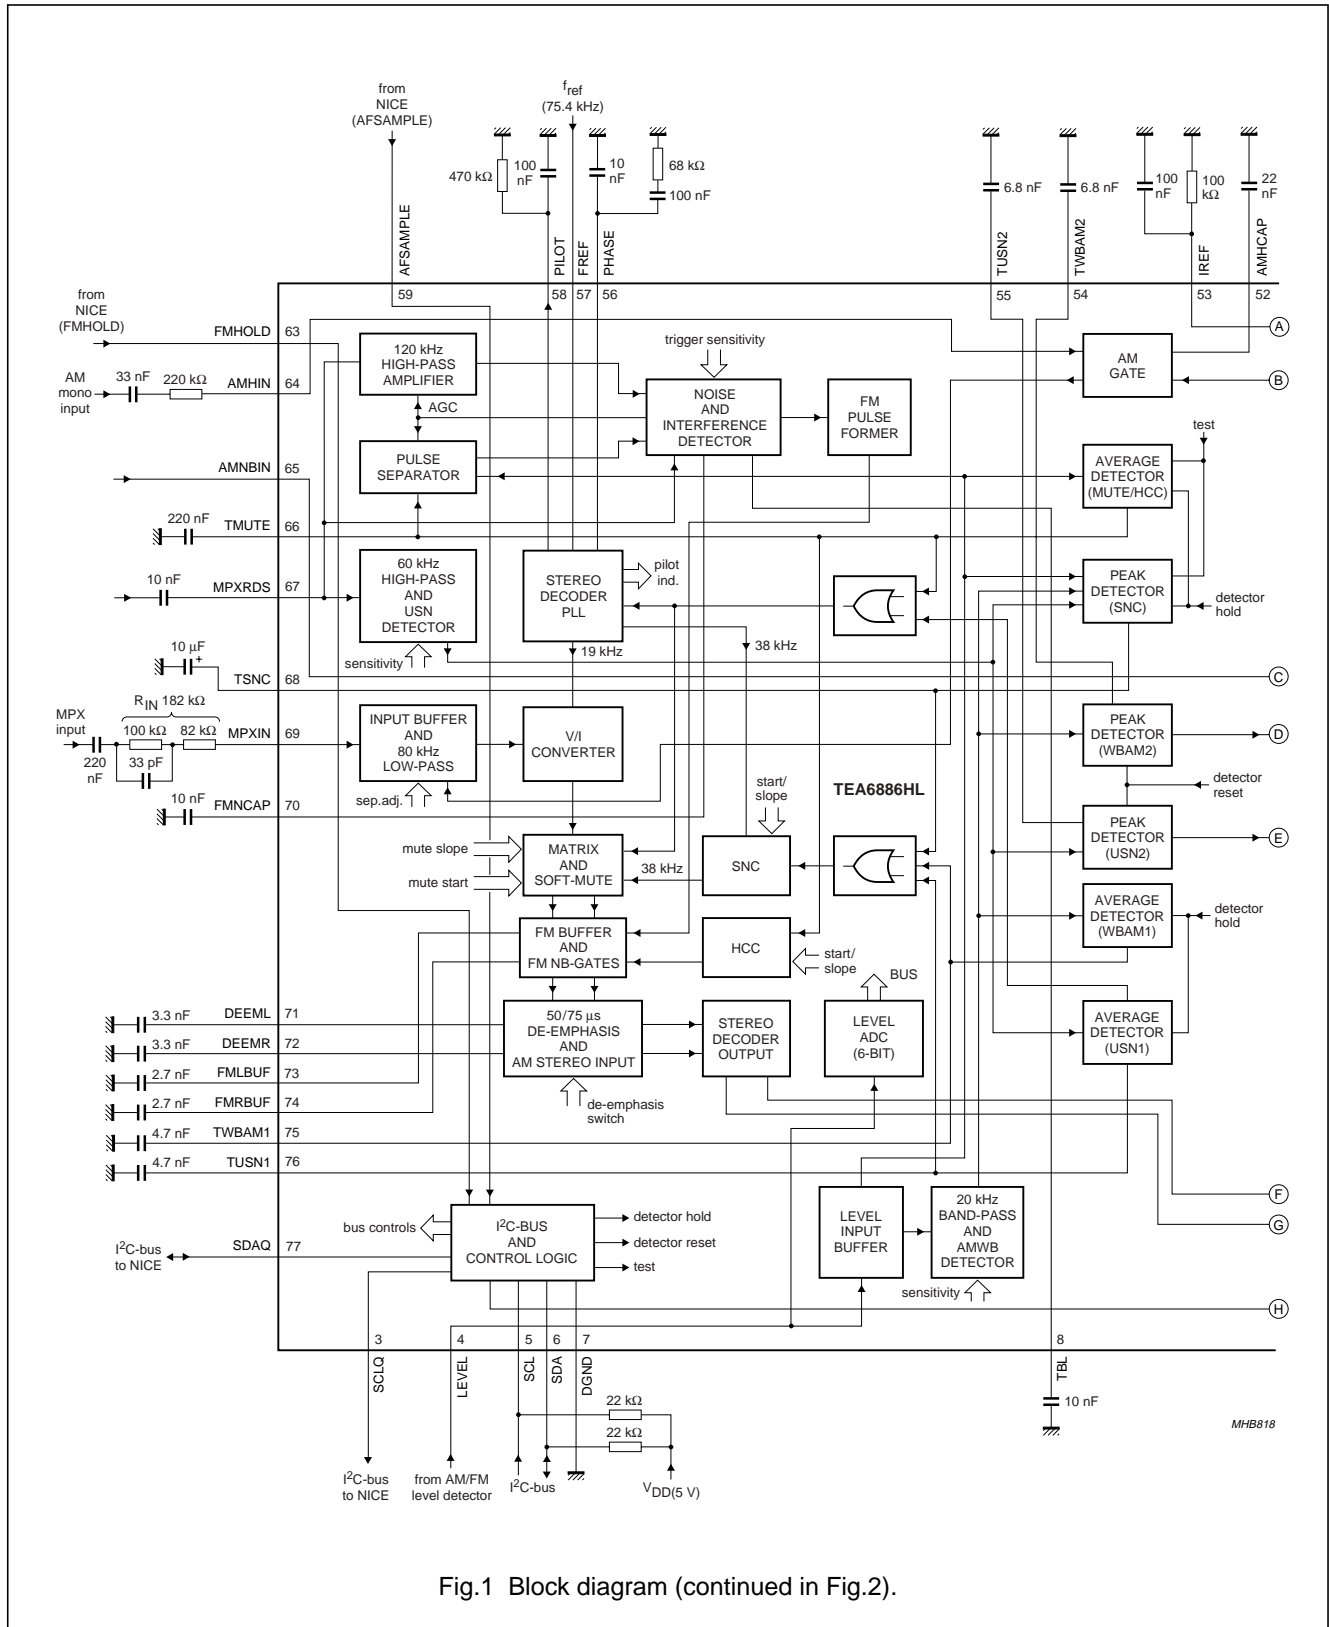 from
NICE
(AFSAMPLE)
fref
(75.4 kHz)
470 kΩ
100
nF
10
nF
68 kΩ
100 nF
6.8 nF
6.8 nF
100
nF
100
kΩ
22
nF
AFSAMPLE
PILOT
FREF
PHASE
TUSN2
TWBAM2
IREF
AMHCAP
59
58
57
56
55
54
53
52
from
NICE
(FMHOLD)
FMHOLD
63
A
120 kHz
HIGH-PASS
AMPLIFIER
trigger sensitivity
AM
GATE
AM
mono
input
33 nF
220 kΩ
AMHIN
64
B
AGC
NOISE
AND
INTERFERENCE
DETECTOR
FM
PULSE
FORMER
test
PULSE
SEPARATOR
AVERAGE
DETECTOR
(MUTE/HCC)
AMNBIN
65
220 nF
TMUTE
66
60 kHz
HIGH-PASS
AND
USN
DETECTOR
STEREO
DECODER
PLL
pilot
ind.
PEAK
DETECTOR
(SNC)
detector
hold
10 nF
MPXRDS
67
sensitivity
19 kHz
38 kHz
10 μF
+
TSNC
68
C
MPX
input
RIN 182 kΩ
100 kΩ
82 kΩ
33 pF
220
nF
MPXIN
69
INPUT BUFFER
AND
80 kHz
LOW-PASS
V/I
CONVERTER
PEAK
DETECTOR
(WBAM2)
D
sep.adj.
start/
slope
TEA6886HL
detector
reset
10 nF
FMNCAP
70
PEAK
DETECTOR
(USN2)
E
mute slope
mute start
MATRIX
AND
SOFT-MUTE
38 kHz
SNC
AVERAGE
DETECTOR
(WBAM1)
detector
hold
FM BUFFER
AND
FM NB-GATES
HCC
start/
slope
BUS
3.3 nF
DEEML
71
3.3 nF
DEEMR
72
50/75 μs
DE-EMPHASIS
AND
AM STEREO INPUT
STEREO
DECODER
OUTPUT
LEVEL
ADC
(6-BIT)
AVERAGE
DETECTOR
(USN1)
2.7 nF
FMLBUF
73
2.7 nF
FMRBUF
74
de-emphasis
switch
4.7 nF
TWBAM1
75
4.7 nF
TUSN1
76
F
G
bus controls
I2C-BUS
AND
CONTROL LOGIC
detector hold
detector reset
test
LEVEL
INPUT
BUFFER
20 kHz
BAND-PASS
AND
AMWB
DETECTOR
I2C-bus
to NICE
SDAQ
77
sensitivity
H
3
4
5
6
7
8
SCLQ
LEVEL
SCL
SDA
DGND
TBL
22 kΩ
22 kΩ
10 nF
I2C-bus
to NICE
from AM/FM
level detector
I2C-bus
VDD(5 V)
MHB818
Fig.1 Block diagram (continued in Fig.2).